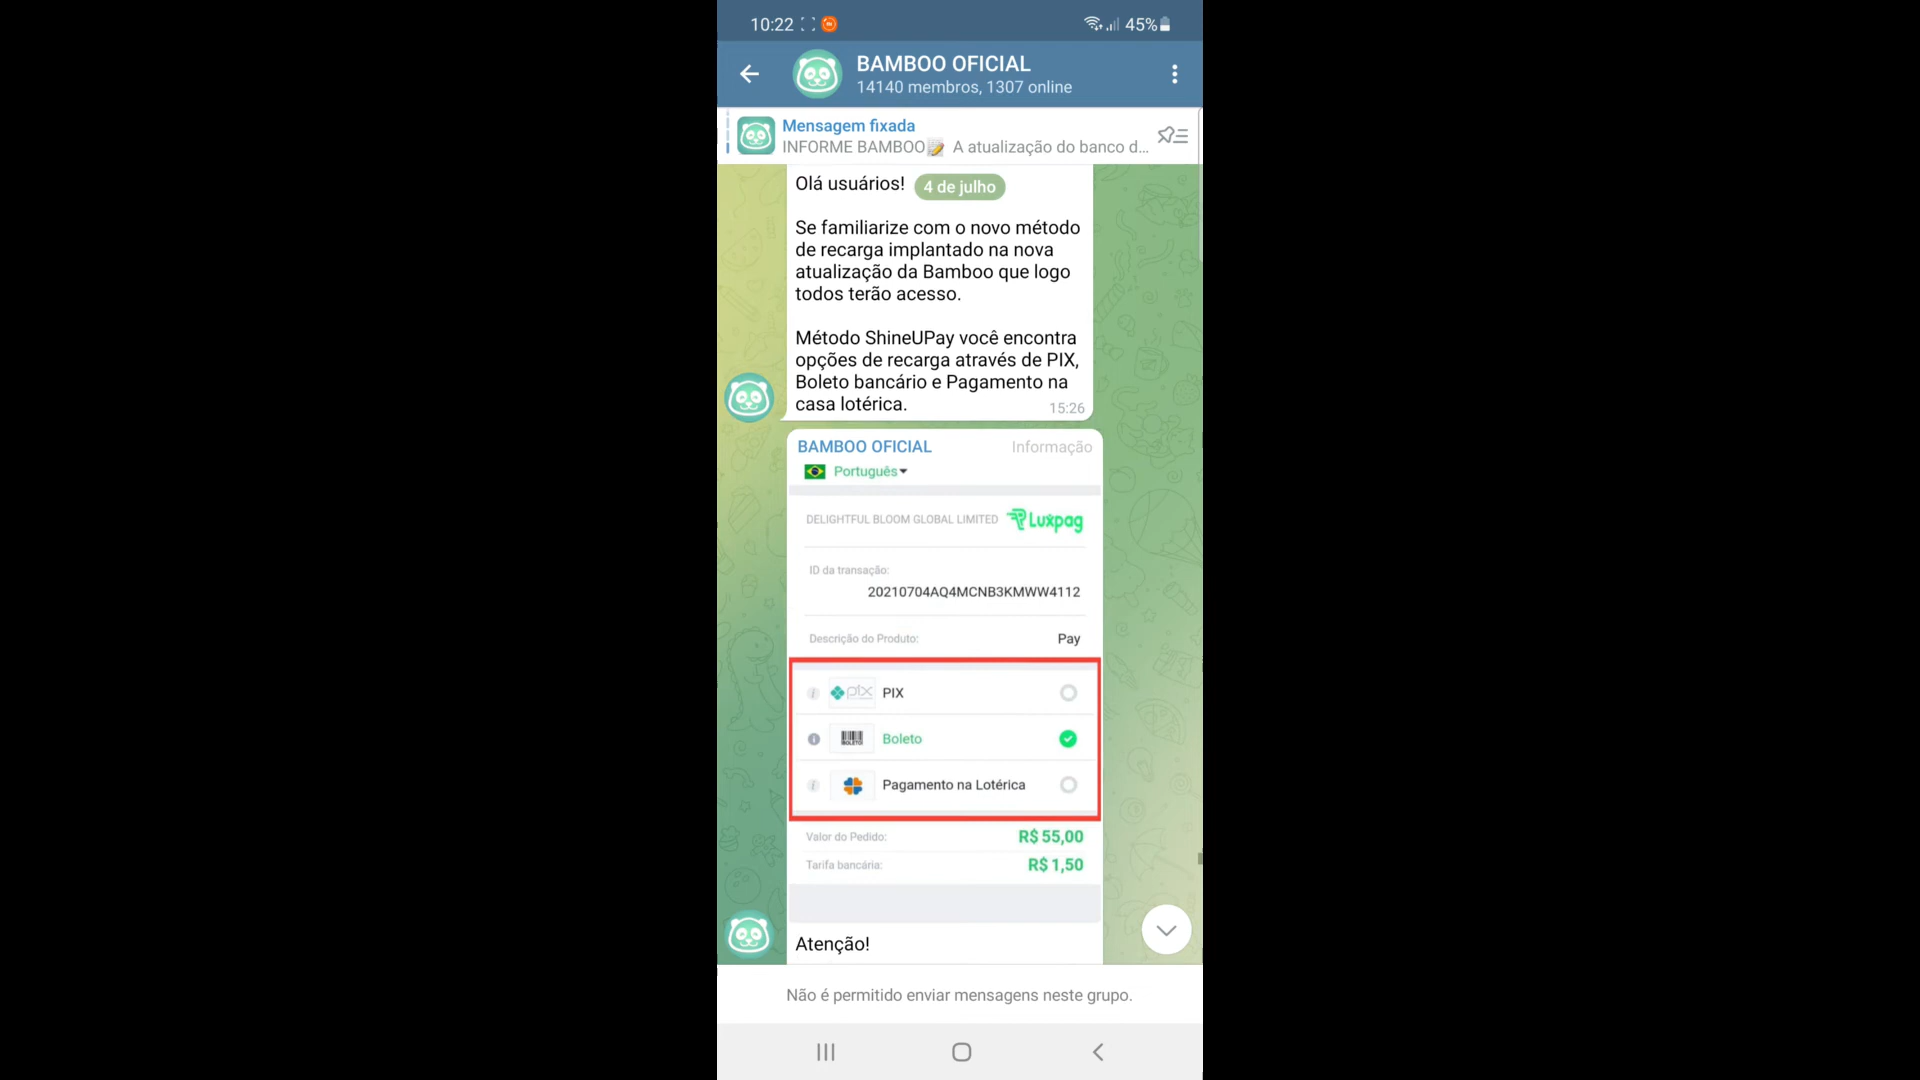 10:22
45%
BAMBOO OFICIAL
14140 membros, 1307 online
Mensagem fixada
INFORME BAMBOO📝 A atualização do banco d...
Olá usuários!
4 de julho
Se familiarize com o novo método
de recarga implantado na nova
atualização da Bamboo que logo
todos terão acesso.
Método ShineUPay você encontra
opções de recarga através de PIX,
Boleto bancário e Pagamento na
casa lotérica.
15:26
BAMBOO OFICIAL
Informação
Português
DELIGHTFUL BLOOM GLOBAL LIMITED
Luxpag
ID da transação:
20210704AQ4MCNB3KMWW4112
Descrição do Produto:
Pay
pix
PIX
BOLETO
Boleto
Pagamento na Lotérica
Valor do Pedido:
R$ 55,00
Tarifa bancária:
R$ 1,50
Atenção!
Não é permitido enviar mensagens neste grupo.